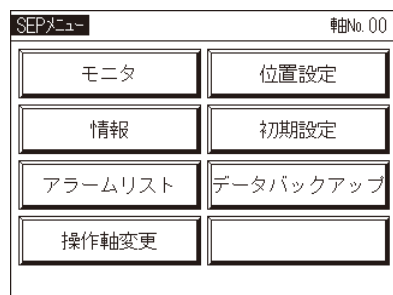 SEPメニュー 軸No. 00
モニタ 位置設定
情報 初期設定
アラームリスト データバックアップ
操作軸変更